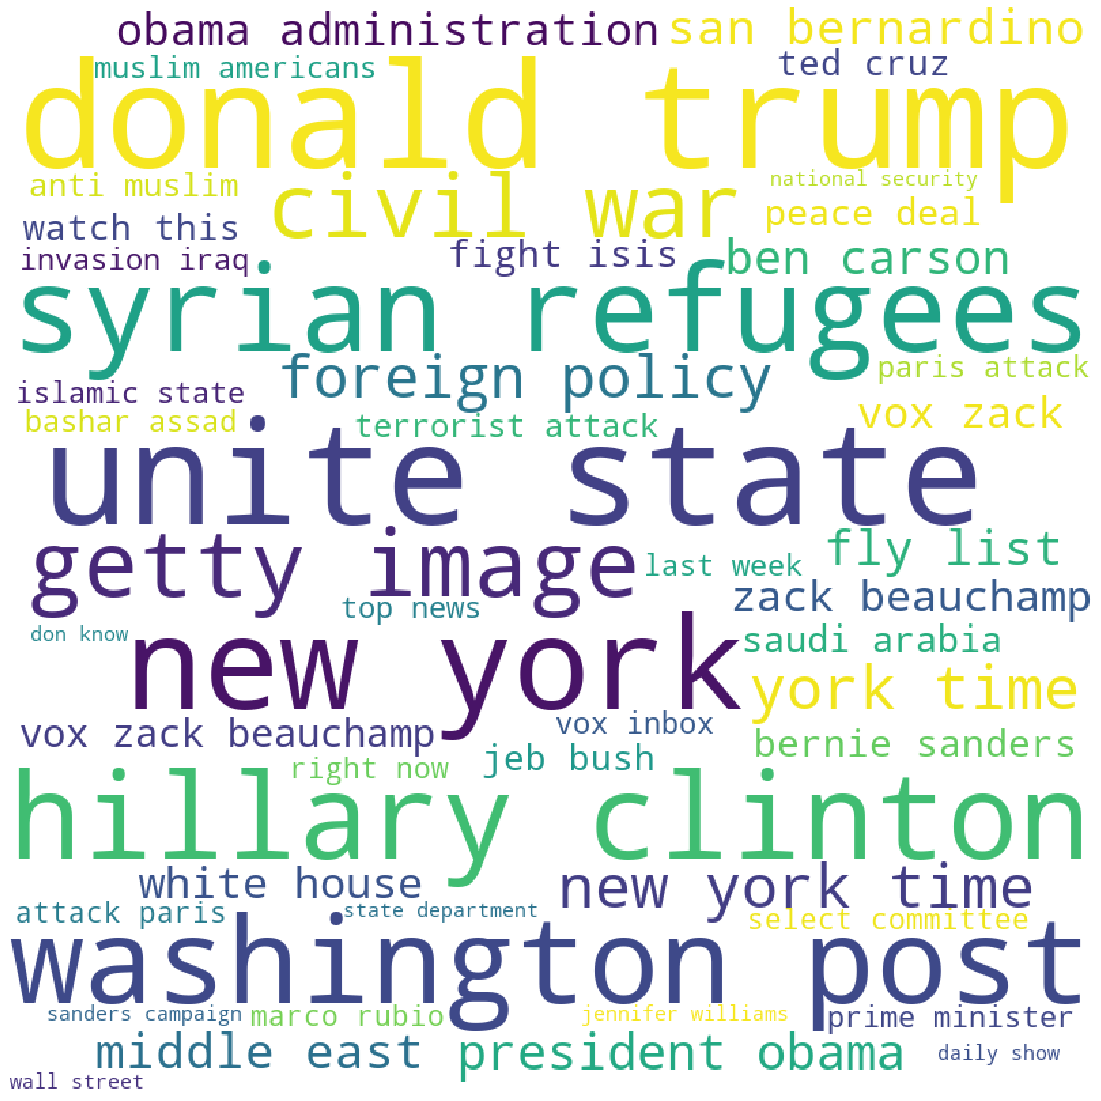 obama administration
san bernardino
muslim americans
ted cruz
donald trump
anti muslim
civil war
national security
peace deal
watch this
invasion iraq
fight isis
ben carson
syrian refugees
foreign policy
paris attack
islamic state
bashar assad
terrorist attack
vox zack
unite state
getty image
last week
fly list
top news
zack beauchamp
don know
new york
saudi arabia
york time
vox zack beauchamp
vox inbox
jeb bush
bernie sanders
right now
hillary clinton
white house
new york time
attack paris
state department
select committee
washington post
sanders campaign
marco rubio
jennifer williams
prime minister
middle east
president obama
daily show
wall street